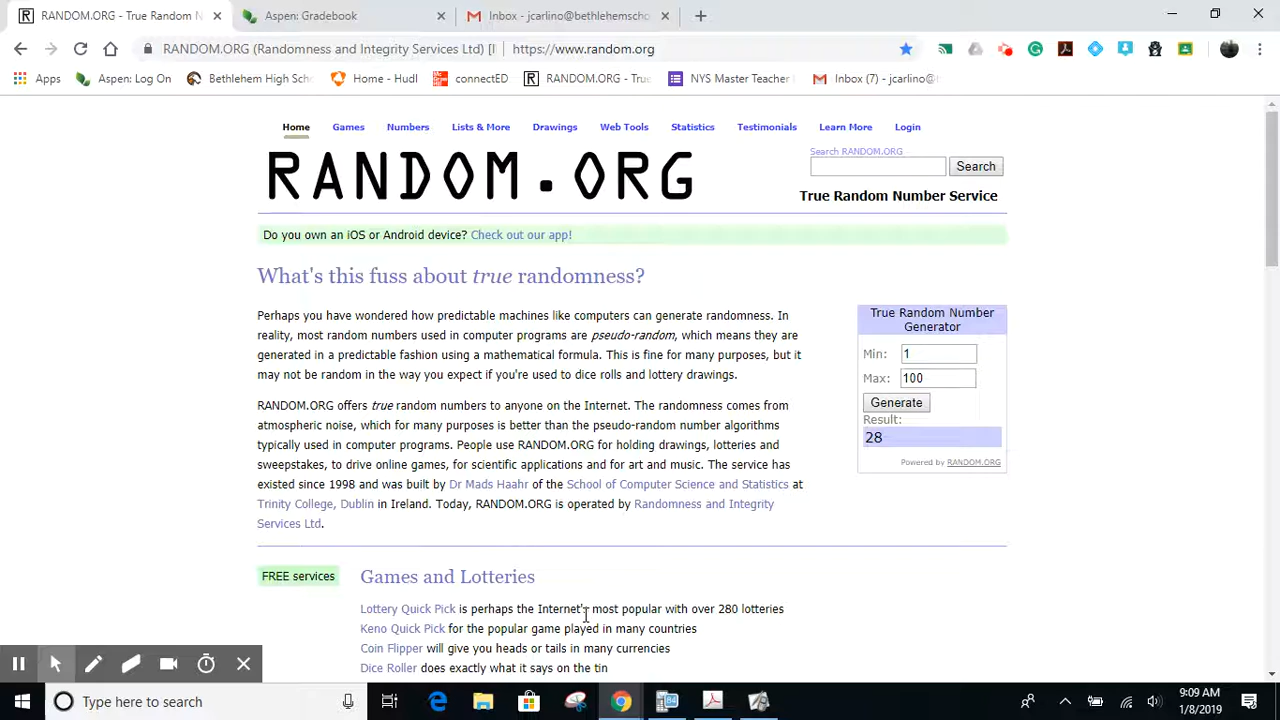 RANDOM.ORG - True Random Num
Aspen: Gradebook
Inbox - jcarlino@bethlehemscho
RANDOM.ORG (Randomness and Integrity Services Ltd) [I https://www.random.org
Apps Aspen: Log On Bethlehem High Sch Home - Hudl connectED RANDOM.ORG - True NYS Master Teacher Inbox (7) - jcarlino@
Home Games Numbers Lists & More Drawings Web Tools Statistics Testimonials Learn More Login
Search RANDOM.ORG
RANDOM.ORG
Search
True Random Number Service
Do you own an iOS or Android device? Check out our app!
What's this fuss about true randomness?
Perhaps you have wondered how predictable machines like computers can generate randomness. In
reality, most random numbers used in computer programs are pseudo-random, which means they are
generated in a predictable fashion using a mathematical formula. This is fine for many purposes, but it
may not be random in the way you expect if you're used to dice rolls and lottery drawings.
RANDOM.ORG offers true random numbers to anyone on the Internet. The randomness comes from
atmospheric noise, which for many purposes is better than the pseudo-random number algorithms
typically used in computer programs. People use RANDOM.ORG for holding drawings, lotteries and
sweepstakes, to drive online games, for scientific applications and for art and music. The service has
existed since 1998 and was built by Dr Mads Haahr of the School of Computer Science and Statistics at
Trinity College, Dublin in Ireland. Today, RANDOM.ORG is operated by Randomness and Integrity
Services Ltd.
True Random Number
Generator
Min: 1
Max: 100
Generate
Result:
28
Powered by RANDOM.ORG
FREE services
Games and Lotteries
Lottery Quick Pick is perhaps the Internet's most popular with over 280 lotteries
Keno Quick Pick for the popular game played in many countries
Coin Flipper will give you heads or tails in many currencies
Dice Roller does exactly what it says on the tin
Type here to search
9:09 AM
1/8/2019